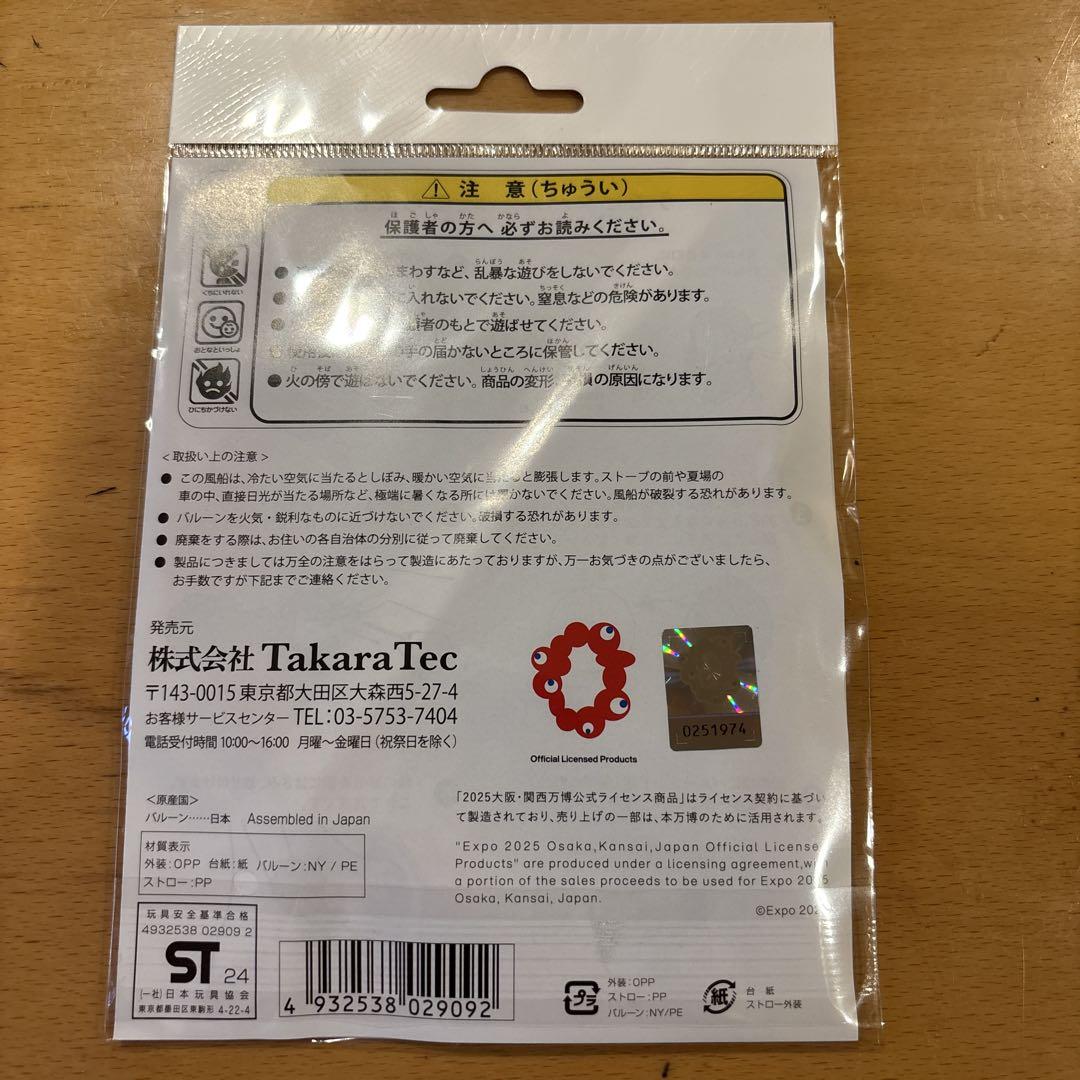 注 意(ちゅうい)
保護者の方へ 必ずお読みください。
まわすなど、乱暴な遊びをしないでください。
くちにいれない
入れないでください。窒息などの危険があります。
者のもとで遊ばせてください。
おとなといっしょ
手の届かないところに保管してください。
● 火の傍で遊ばないでください。商品の変形、損の原因になります。
ひにちかづけない
<取扱い上の注意>
● この風船は、冷たい空気に当たるとしぼみ、暖かい空気に当たると膨張します。ストーブの前や夏場の
車の中、直接日光が当たる場所など、極端に暑くなる所には置かないでください。風船が破裂する恐れがあります。
● バルーンを火気・鋭利なものに近づけないでください。破損する恐れがあります。
● 廃棄をする際は、お住いの各自治体の分別に従って廃棄してください。
● 製品につきましては万全の注意をはらって製造にあたっておりますが、万一お気づきの点がございましたら、
お手数ですが下記までご連絡ください。
発売元
株式会社 TakaraTec
〒143-0015 東京都大田区大森西5-27-4
お客様サービスセンター TEL:03-5753-7404
電話受付時間 10:00〜16:00 月曜〜金曜日(祝祭日を除く)
Official Licensed Products
0251974
<原産国>
バルーン……日本 Assembled in Japan
材質表示
外装:OPP 台紙:紙 バルーン:NY / PE
ストロー:PP
「2025大阪・関西万博公式ライセンス商品」はライセンス契約に基づい
て製造されており、売り上げの一部は、本万博のために活用されます。
"Expo 2025 Osaka,Kansai,Japan Official License
Products" are produced under a licensing agreement,with
a portion of the sales proceeds to be used for Expo 2025
Osaka, Kansai, Japan.
©Expo 202
玩具安全基準合格
4932538 02909 2
ST 24
(一社)日本玩具協会
東京都墨田区東駒形 4-22-4
4 932538 029092
プラ
外装:OPP
ストロー:PP
バルーン:NY/PE
紙
台 紙
ストロー外装